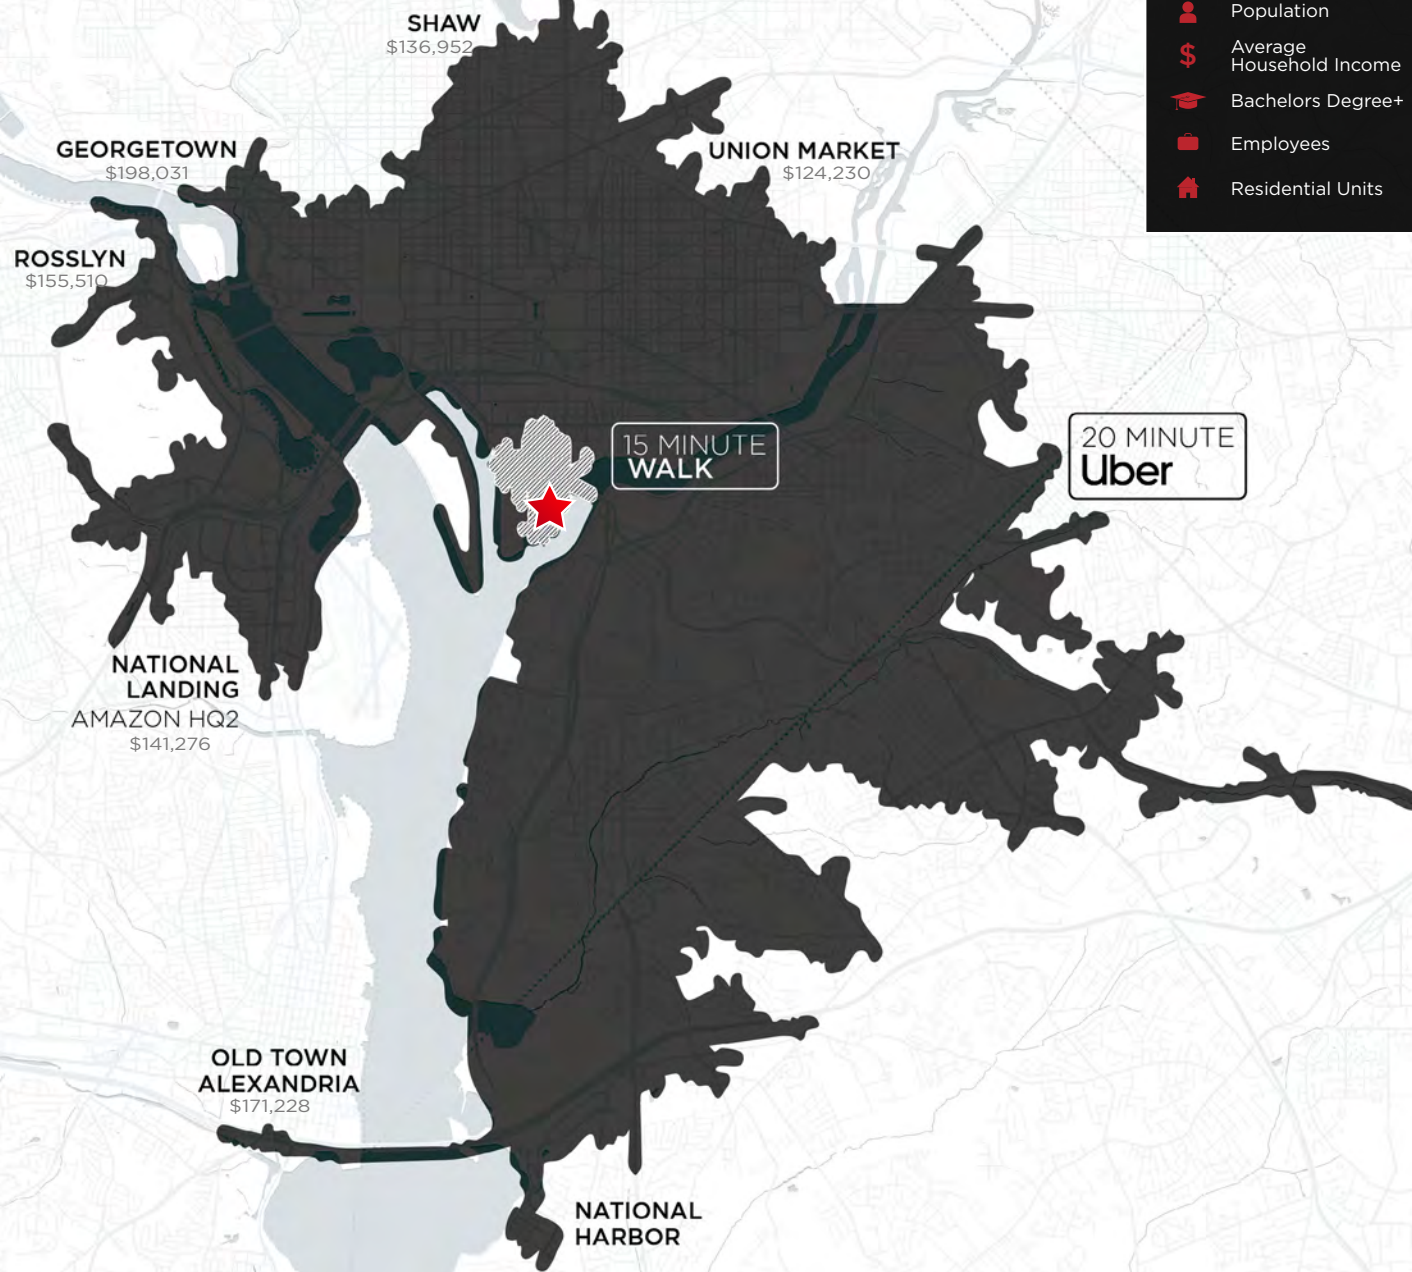 SHAW
$136,952
Population
Average
Household Income
Bachelors Degree+
Employees
Residential Units
GEORGETOWN
$198,031
UNION MARKET
$124,230
ROSSLYN
$155,510
15 MINUTE
WALK
20 MINUTE
Uber
NATIONAL
LANDING
AMAZON HQ2
$141,276
OLD TOWN
ALEXANDRIA
$171,228
NATIONAL
HARBOR